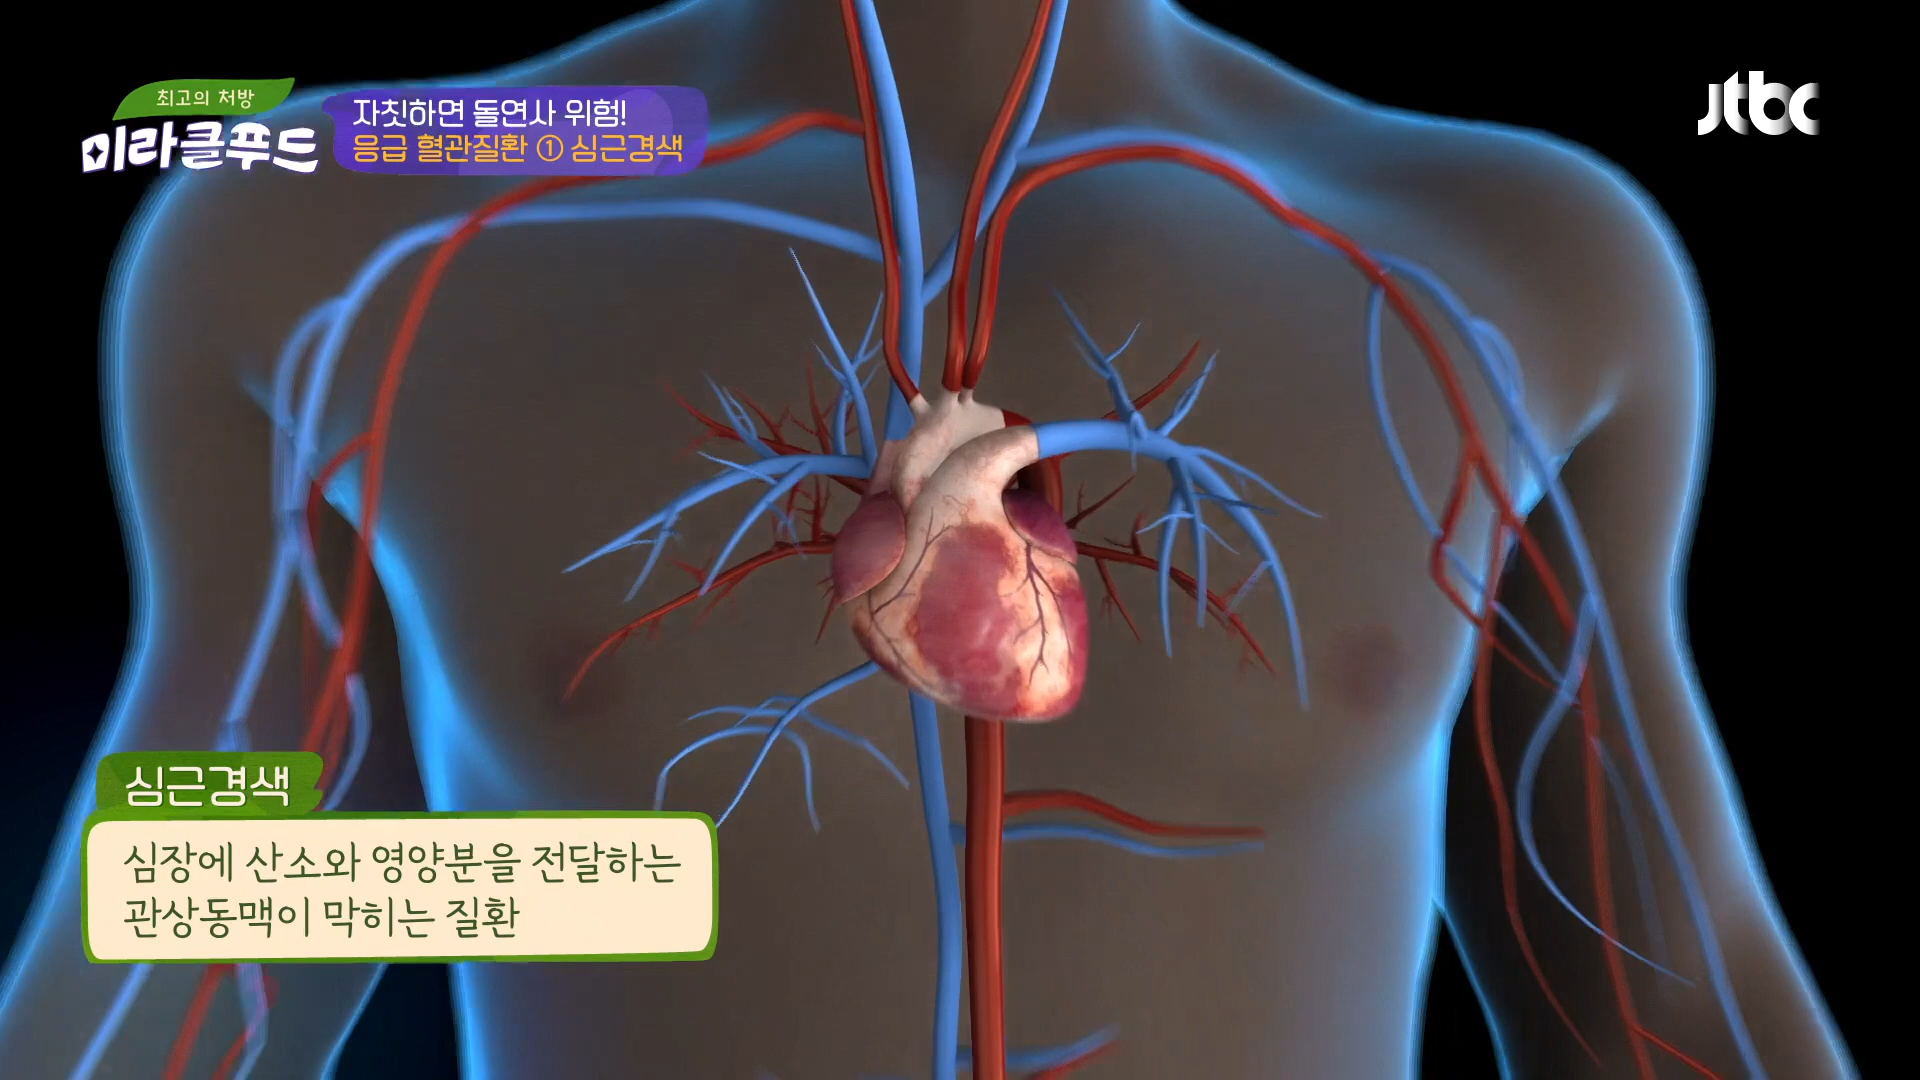 최고의 처방
미라클푸드
자칫하면 돌연사 위험!
응급 혈관질환 ① 심근경색
jtbc
심근경색
심장에 산소와 영양분을 전달하는
관상동맥이 막히는 질환